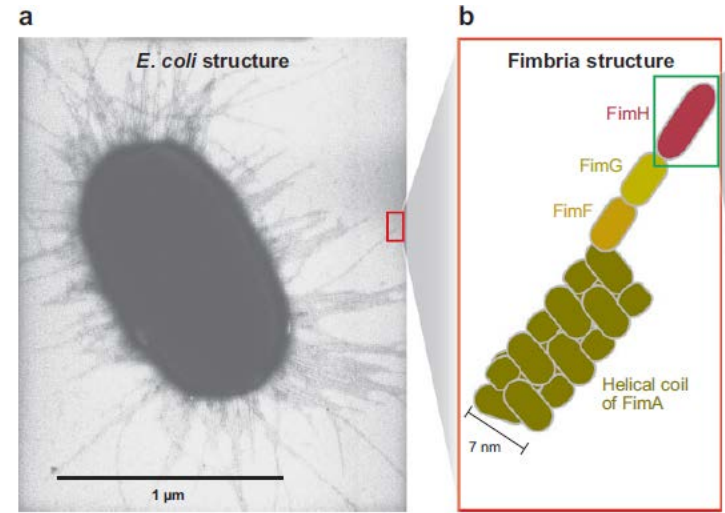 a
E. coli structure
1 μm
b
Fimbria structure
FimH
FimG
FimF
Helical coil
of FimA
7 nm